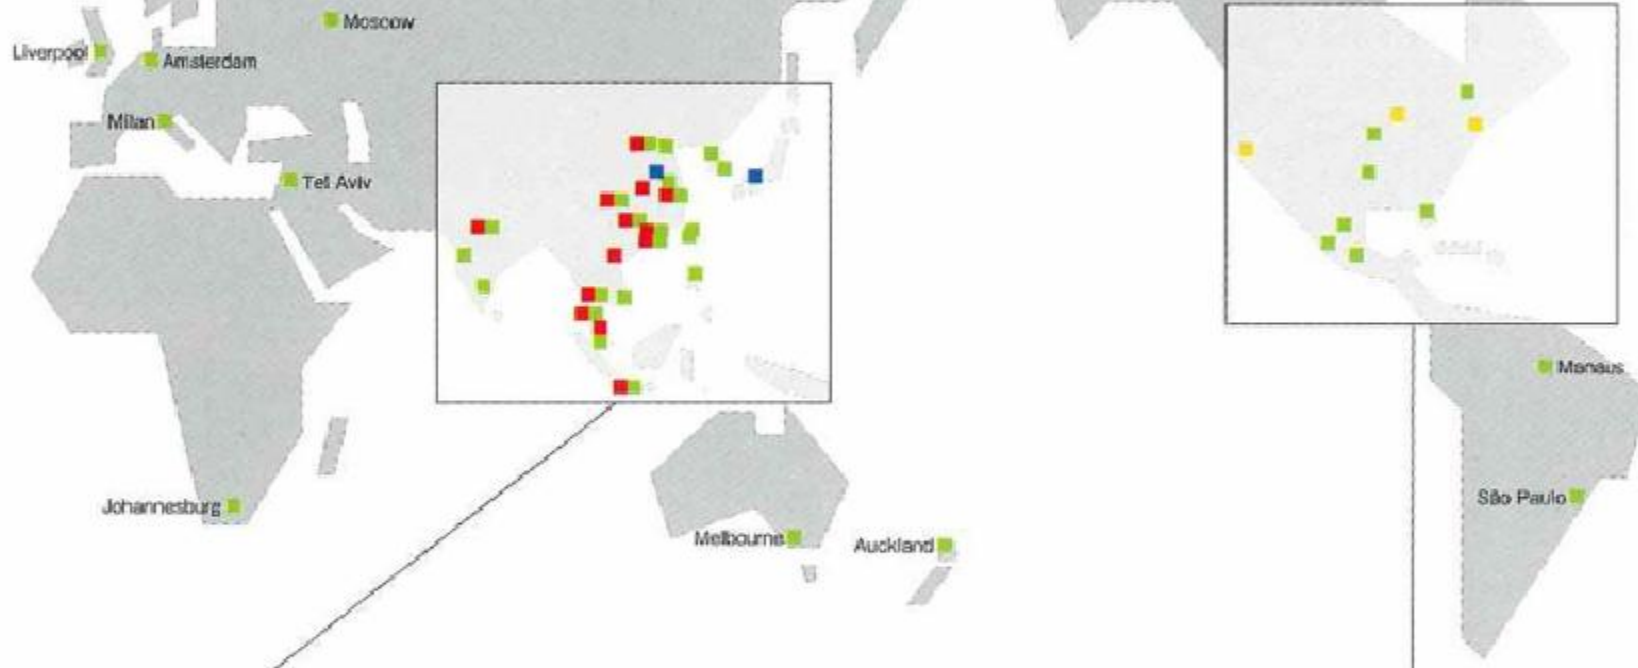 Moscow
Liverpool
Amsterdam
Milan
Tel Aviv
Manaus
São Paulo
Johannesburg
Melbourne
Auckland